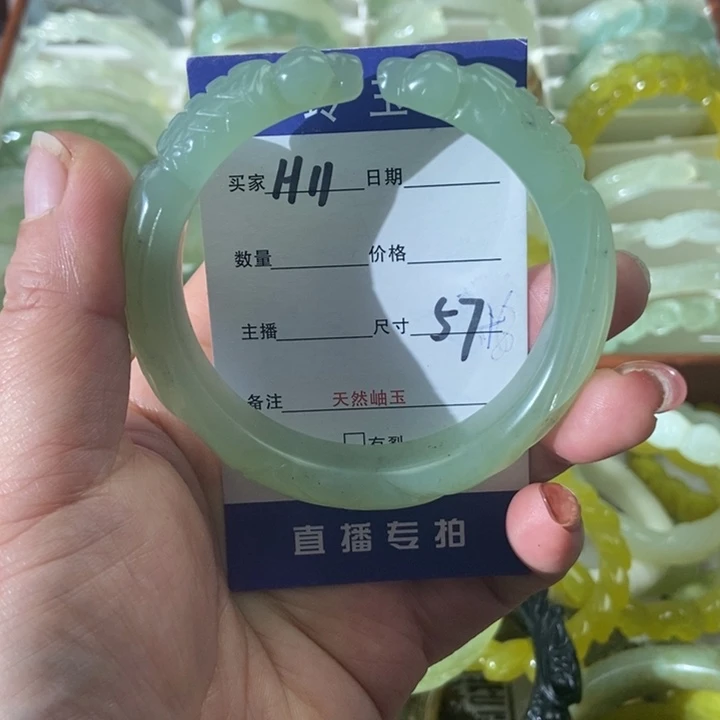 玉
买家 H11 日期
数量 价格
主播 尺寸 57
备注 天然岫玉
□有裂
直播专拍